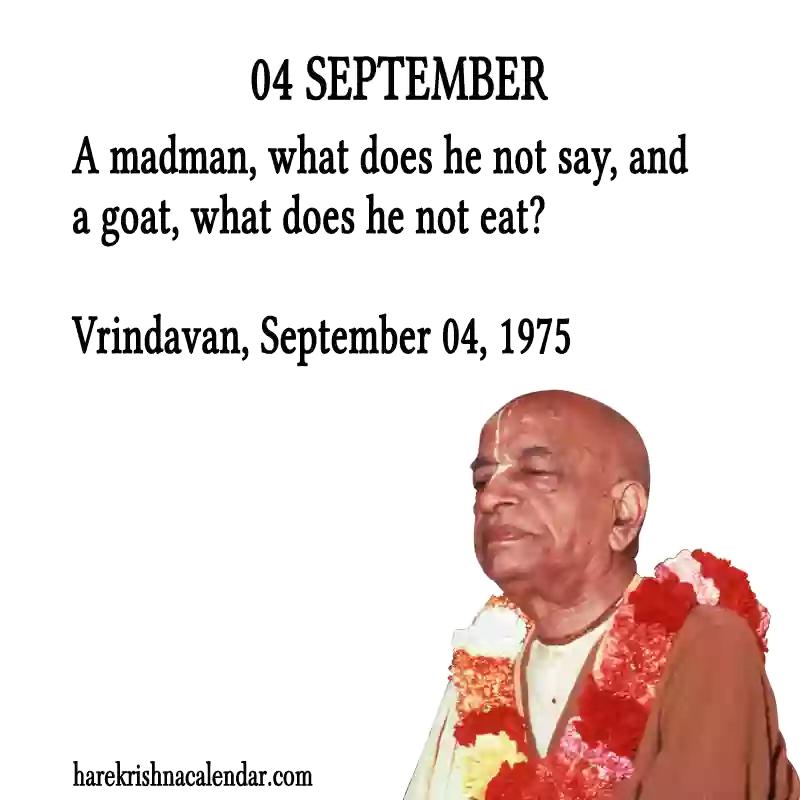 04 SEPTEMBER
A madman, what does he not say, and
a goat, what does he not eat?
Vrindavan, September 04, 1975
harekrishnacalendar.com